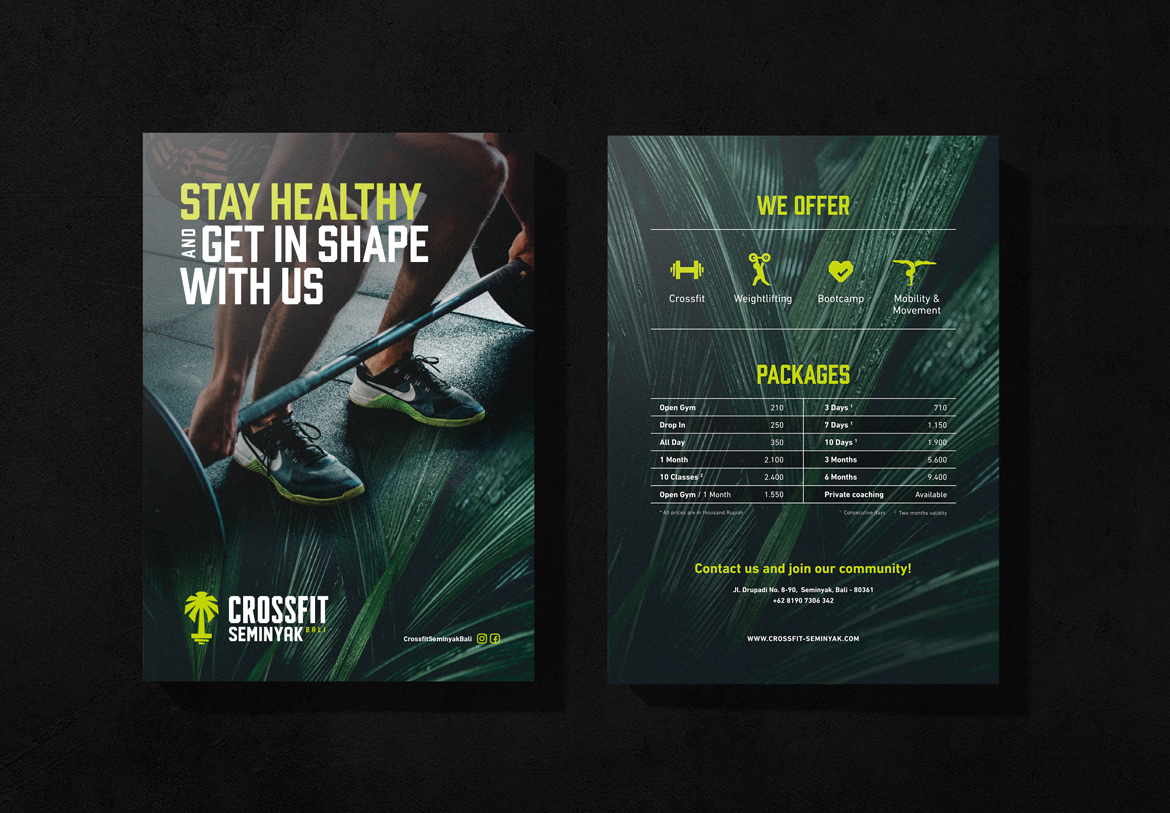 STAY HEALTHY
AND GET IN SHAPE
WITH US
CROSSFIT
SEMINYAK BALI
CrossfitSeminyakBali
WE OFFER
Crossfit
Weightlifting
Bootcamp
Mobility &
Movement
PACKAGES
Open Gym 210 3 Days ¹ 710
Drop In 250 7 Days ¹ 1.150
All Day 350 10 Days ¹ 1.900
1 Month 2.100 3 Months 5.600
10 Classes ² 2.400 6 Months 9.400
Open Gym / 1 Month 1.550 Private coaching Available
* All prices are in thousand Rupiah ¹ Consecutive days ² Two months validity
Contact us and join our community!
Jl. Drupadi No. 8-90, Seminyak, Bali - 80361
+62 8190 7306 342
WWW.CROSSFIT-SEMINYAK.COM